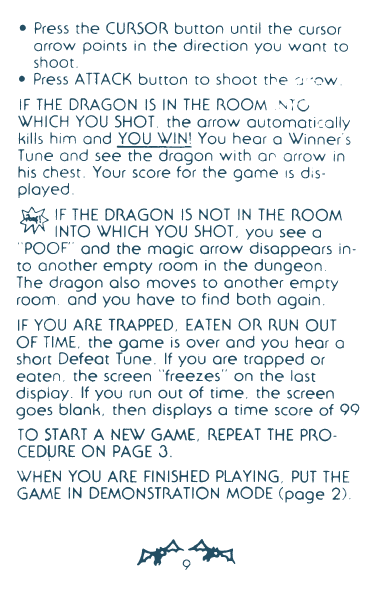 • Press the CURSOR button until the cursor
arrow points in the direction you want to
shoot.
• Press ATTACK button to shoot the arrow.
IF THE DRAGON IS IN THE ROOM INTO
WHICH YOU SHOT, the arrow automatically
kills him and YOU WIN! You hear a Winner's
Tune and see the dragon with an arrow in
his chest. Your score for the game is dis-
played.
IF THE DRAGON IS NOT IN THE ROOM
INTO WHICH YOU SHOT, you see a
"POOF" and the magic arrow disappears in-
to another empty room in the dungeon.
The dragon also moves to another empty
room, and you have to find both again.
IF YOU ARE TRAPPED, EATEN OR RUN OUT
OF TIME, the game is over and you hear a
short Defeat Tune. If you are trapped or
eaten, the screen "freezes" on the last
display. If you run out of time, the screen
goes blank, then displays a time score of 99
TO START A NEW GAME, REPEAT THE PRO-
CEDURE ON PAGE 3.
WHEN YOU ARE FINISHED PLAYING, PUT THE
GAME IN DEMONSTRATION MODE (page 2).
9